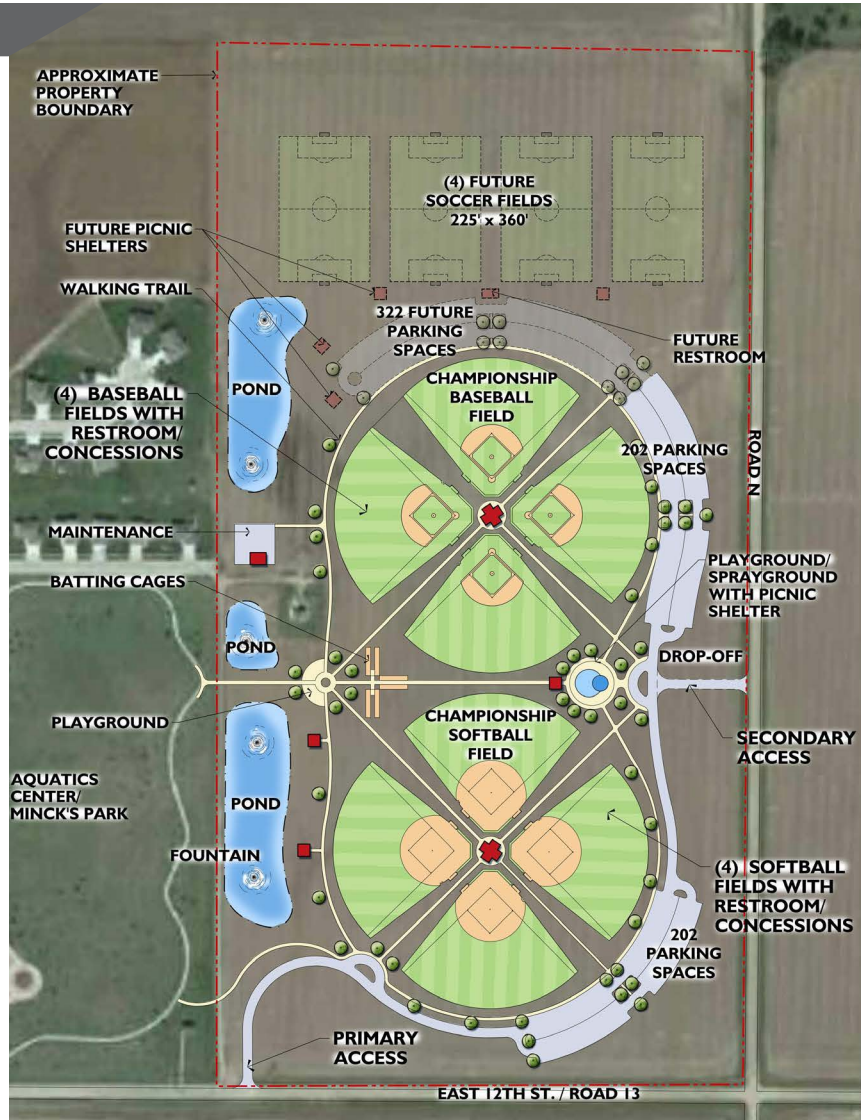 APPROXIMATE
PROPERTY
BOUNDARY
(4) FUTURE
SOCCER FIELDS
225' x 360'
FUTURE PICNIC
SHELTERS
WALKING TRAIL
322 FUTURE
PARKING
SPACES
FUTURE
RESTROOM
POND
(4) BASEBALL
FIELDS WITH
RESTROOM/
CONCESSIONS
CHAMPIONSHIP
BASEBALL
FIELD
202 PARKING
SPACES
ROAD N
MAINTENANCE
BATTING CAGES
PLAYGROUND/
SPRAYGROUND
WITH PICNIC
SHELTER
POND
DROP-OFF
PLAYGROUND
CHAMPIONSHIP
SOFTBALL
FIELD
SECONDARY
ACCESS
AQUATICS
CENTER/
MINCK'S PARK
POND
FOUNTAIN
(4) SOFTBALL
FIELDS WITH
RESTROOM/
CONCESSIONS
202
PARKING
SPACES
PRIMARY
ACCESS
EAST 12TH ST. / ROAD 13